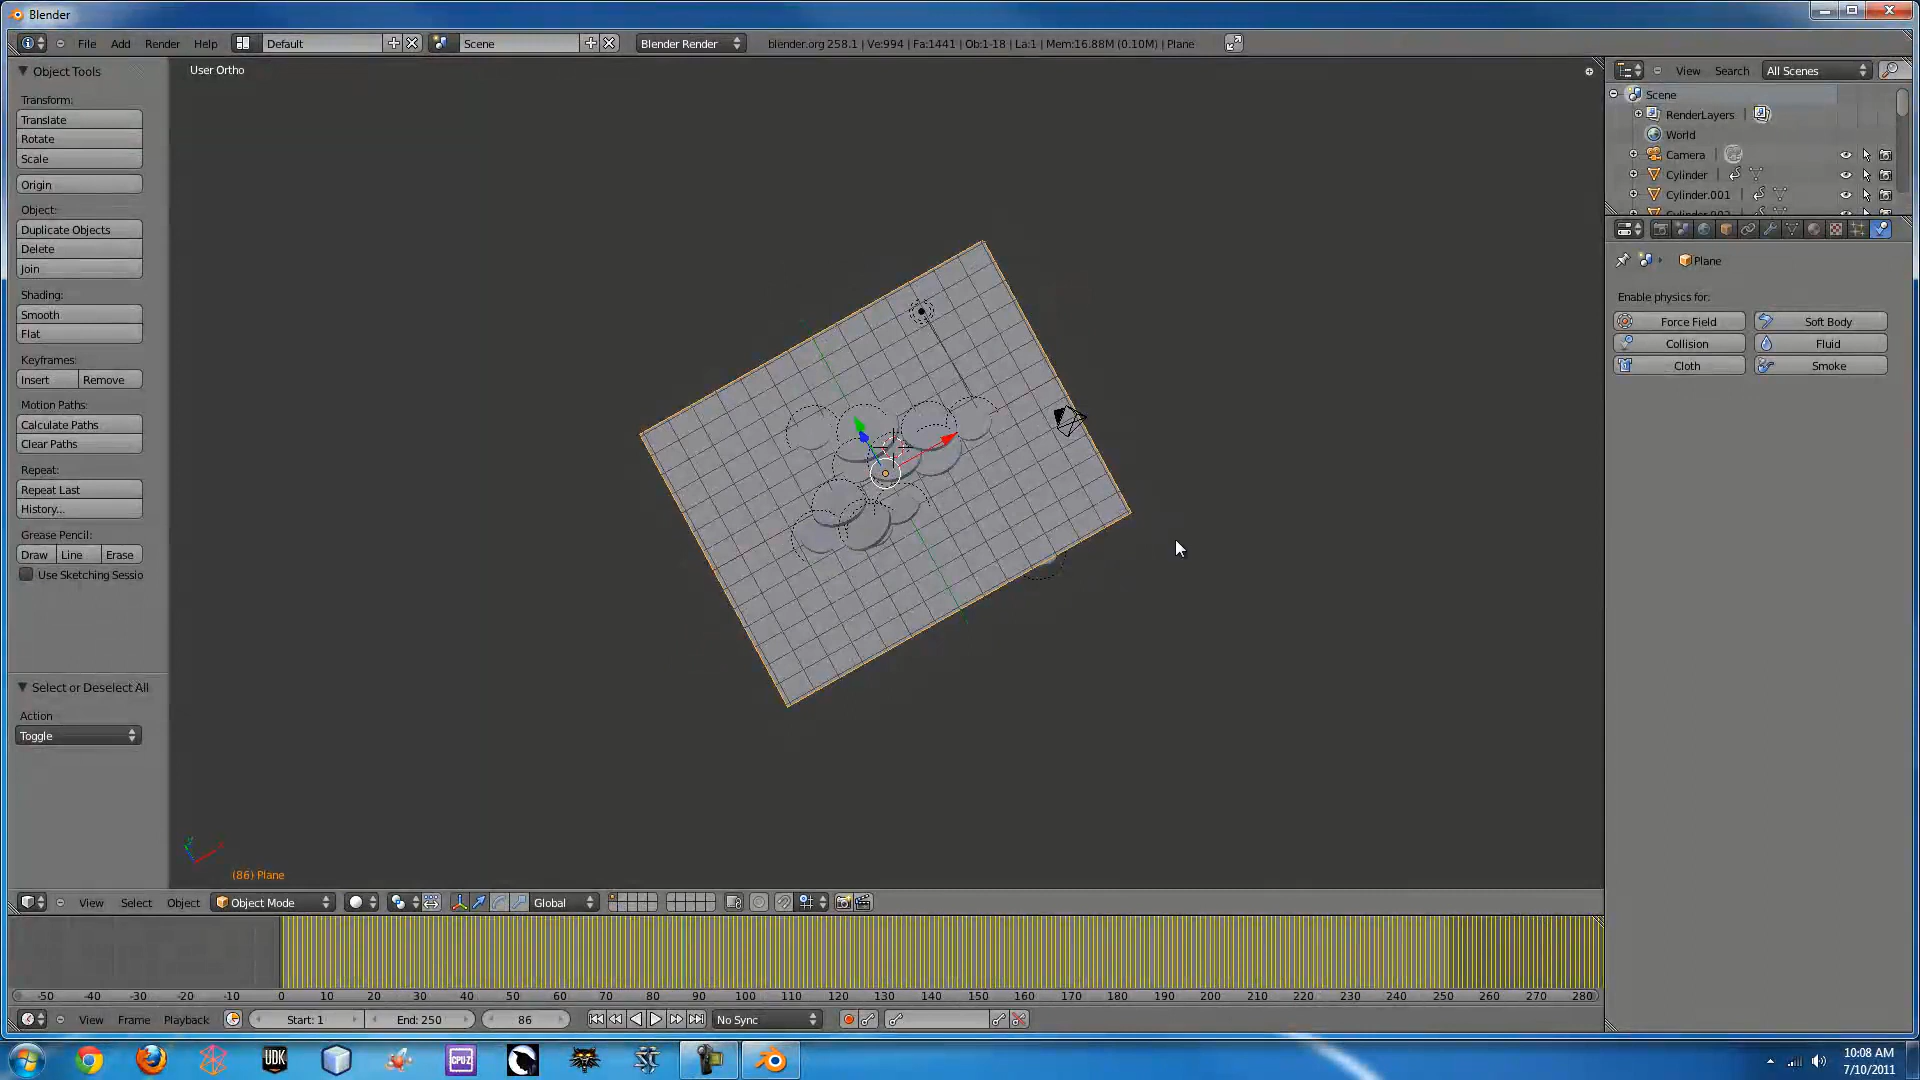 Blender
File Add Render Help Default Scene Blender Render blender.org 258.1 | Ve:994 | Fa:1441 | Ob:1-18 | La:1 | Mem:16.88M (0.10M) | Plane
Object Tools
Transform:
Translate
Rotate
Scale
Origin
Object:
Duplicate Objects
Delete
Join
Shading:
Smooth
Flat
Keyframes:
Insert Remove
Motion Paths:
Calculate Paths
Clear Paths
Repeat:
Repeat Last
History...
Grease Pencil:
Draw Line Erase
Use Sketching Sessio
Select or Deselect All
Action
Toggle
User Ortho
(86) Plane
View Search All Scenes
Scene
RenderLayers
World
Camera
Cylinder
Cylinder.001
Plane
Enable physics for:
Force Field Soft Body
Collision Fluid
Cloth Smoke
View Select Object Object Mode Global
-50 -40 -30 -20 -10 0 10 20 30 40 50 60 70 80 90 100 110 120 130 140 150 160 170 180 190 200 210 220 230 240 250 260 270 280
View Frame Playback Start: 1 End: 250 86 No Sync
UDK CPU-Z
10:08 AM
7/10/2011